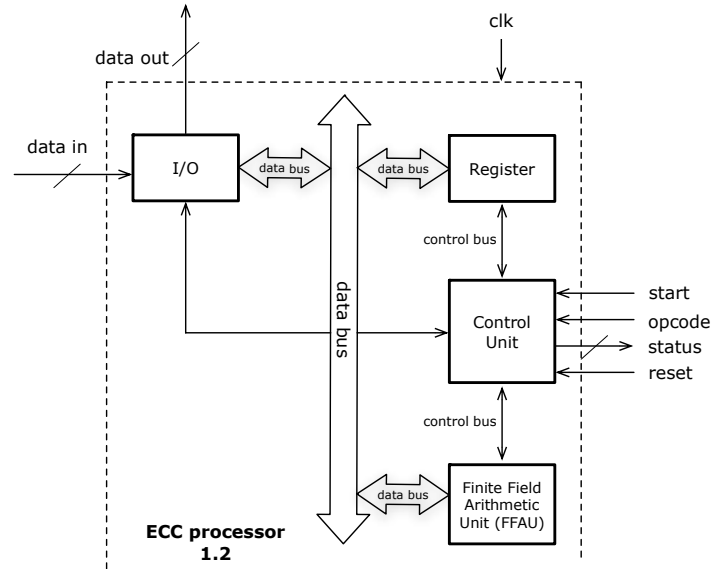 clk
data out
data in
I/O
data bus
data bus
Register
control bus
data bus
Control
Unit
start
opcode
status
reset
control bus
data bus
Finite Field
Arithmetic
Unit (FFAU)
ECC processor
1.2